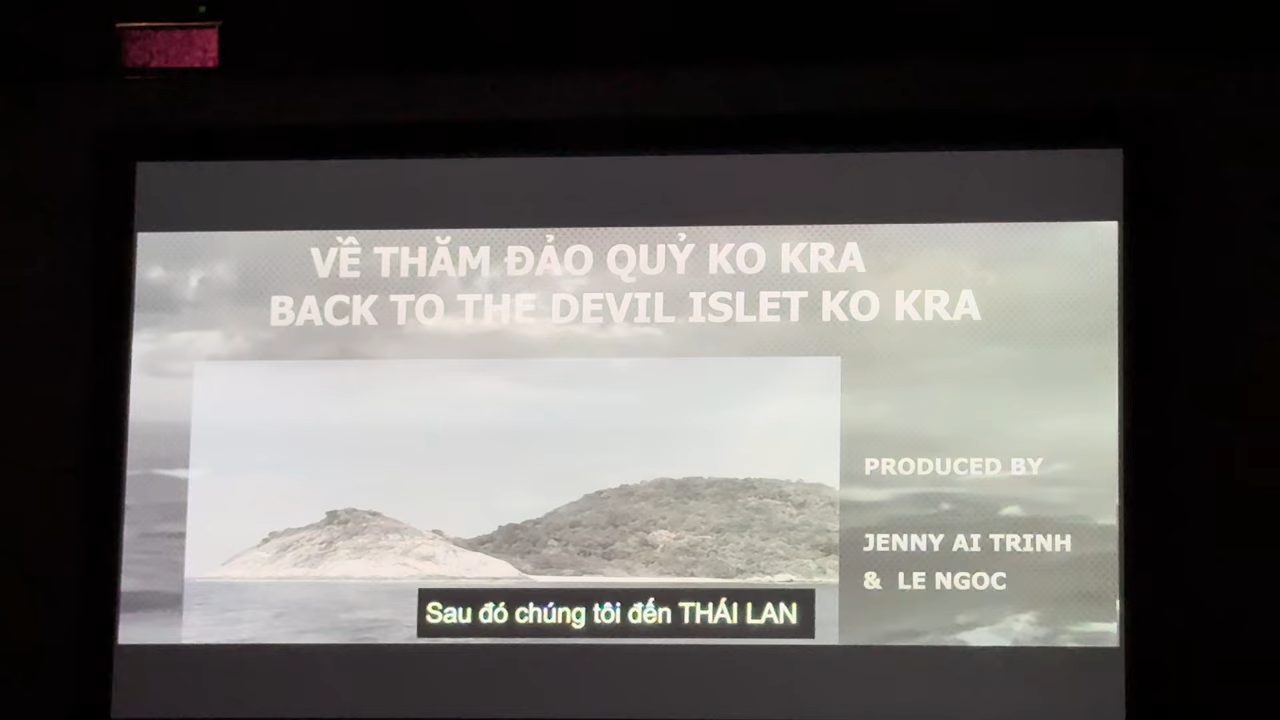 VỀ THĂM ĐẢO QUỶ KO KRA
BACK TO THE DEVIL ISLET KO KRA
PRODUCED BY
JENNY AI TRINH
& LE NGOC
Sau đó chúng tôi đến THÁI LAN